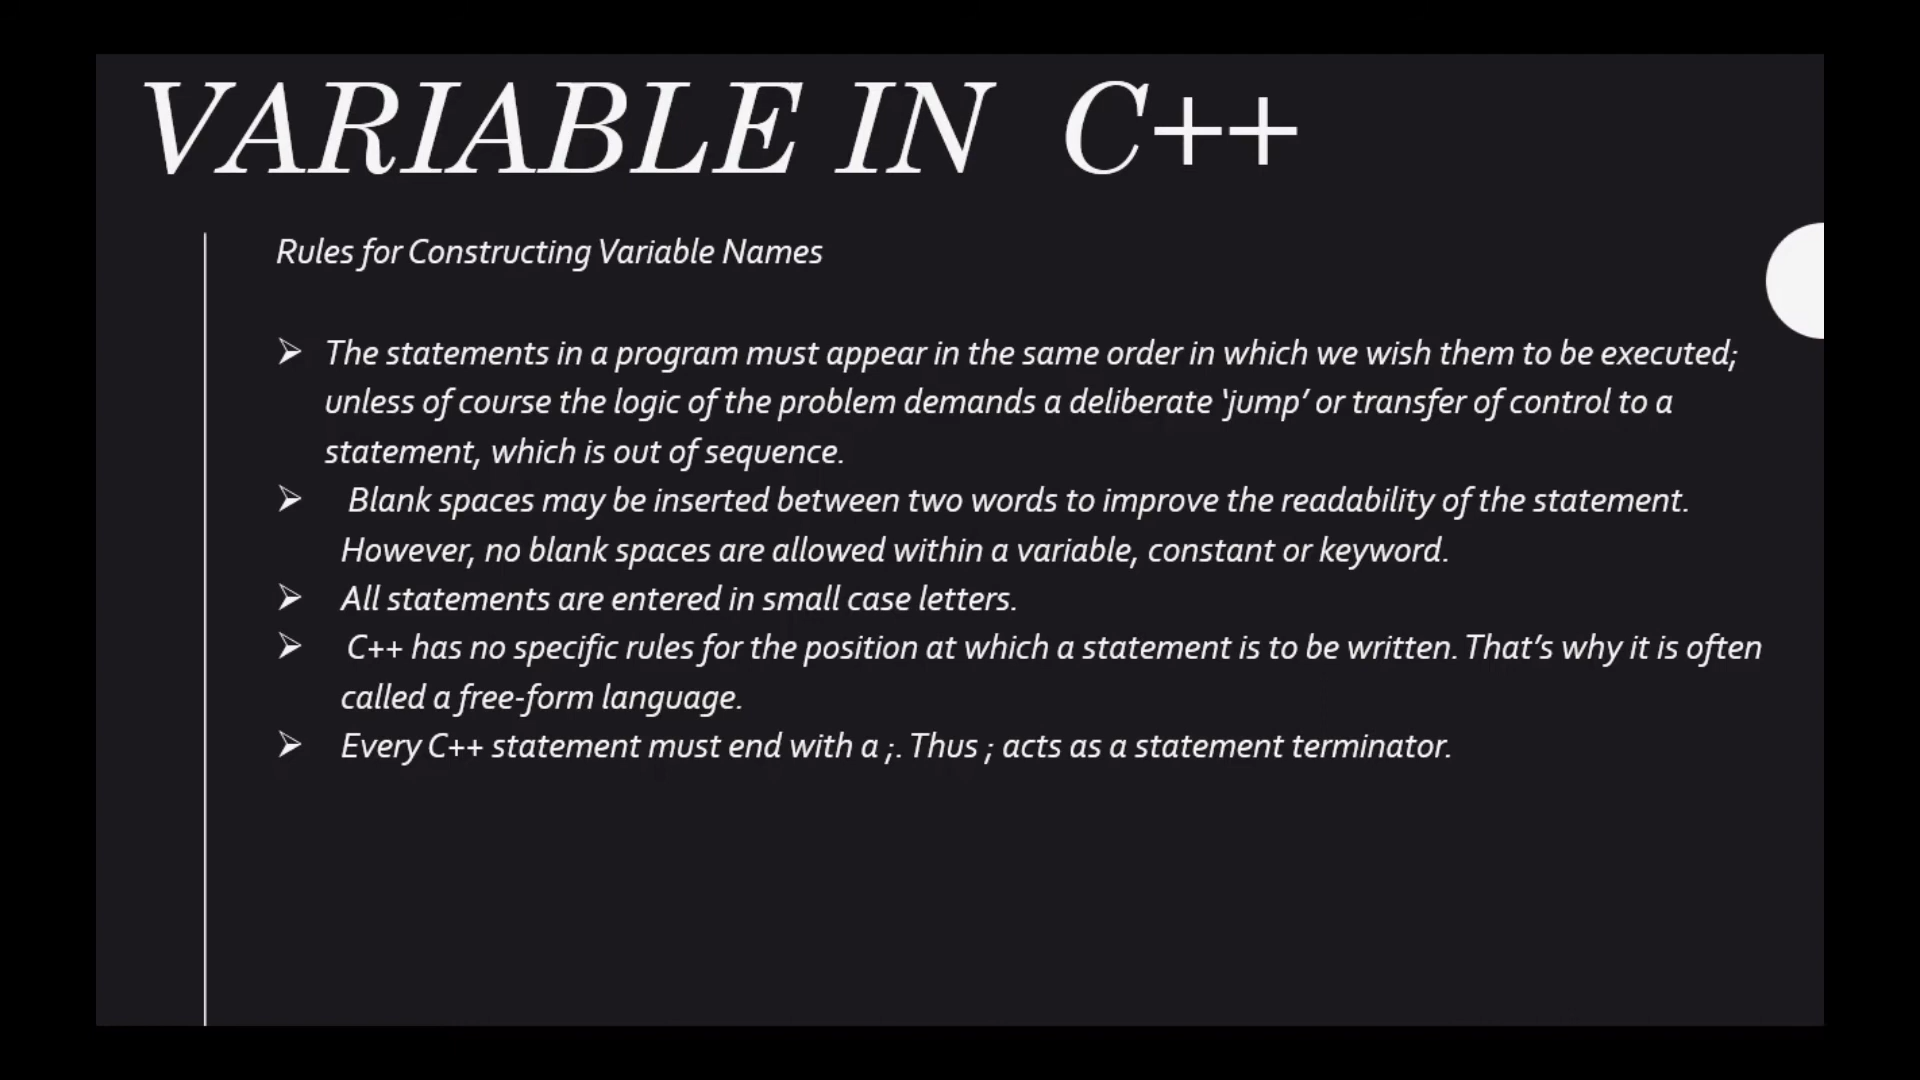 VARIABLE IN C++
Rules for Constructing Variable Names
➢ The statements in a program must appear in the same order in which we wish them to be executed;
unless of course the logic of the problem demands a deliberate ‘jump’ or transfer of control to a
statement, which is out of sequence.
➢ Blank spaces may be inserted between two words to improve the readability of the statement.
However, no blank spaces are allowed within a variable, constant or keyword.
➢ All statements are entered in small case letters.
➢ C++ has no specific rules for the position at which a statement is to be written. That’s why it is often
called a free-form language.
➢ Every C++ statement must end with a ;. Thus ; acts as a statement terminator.